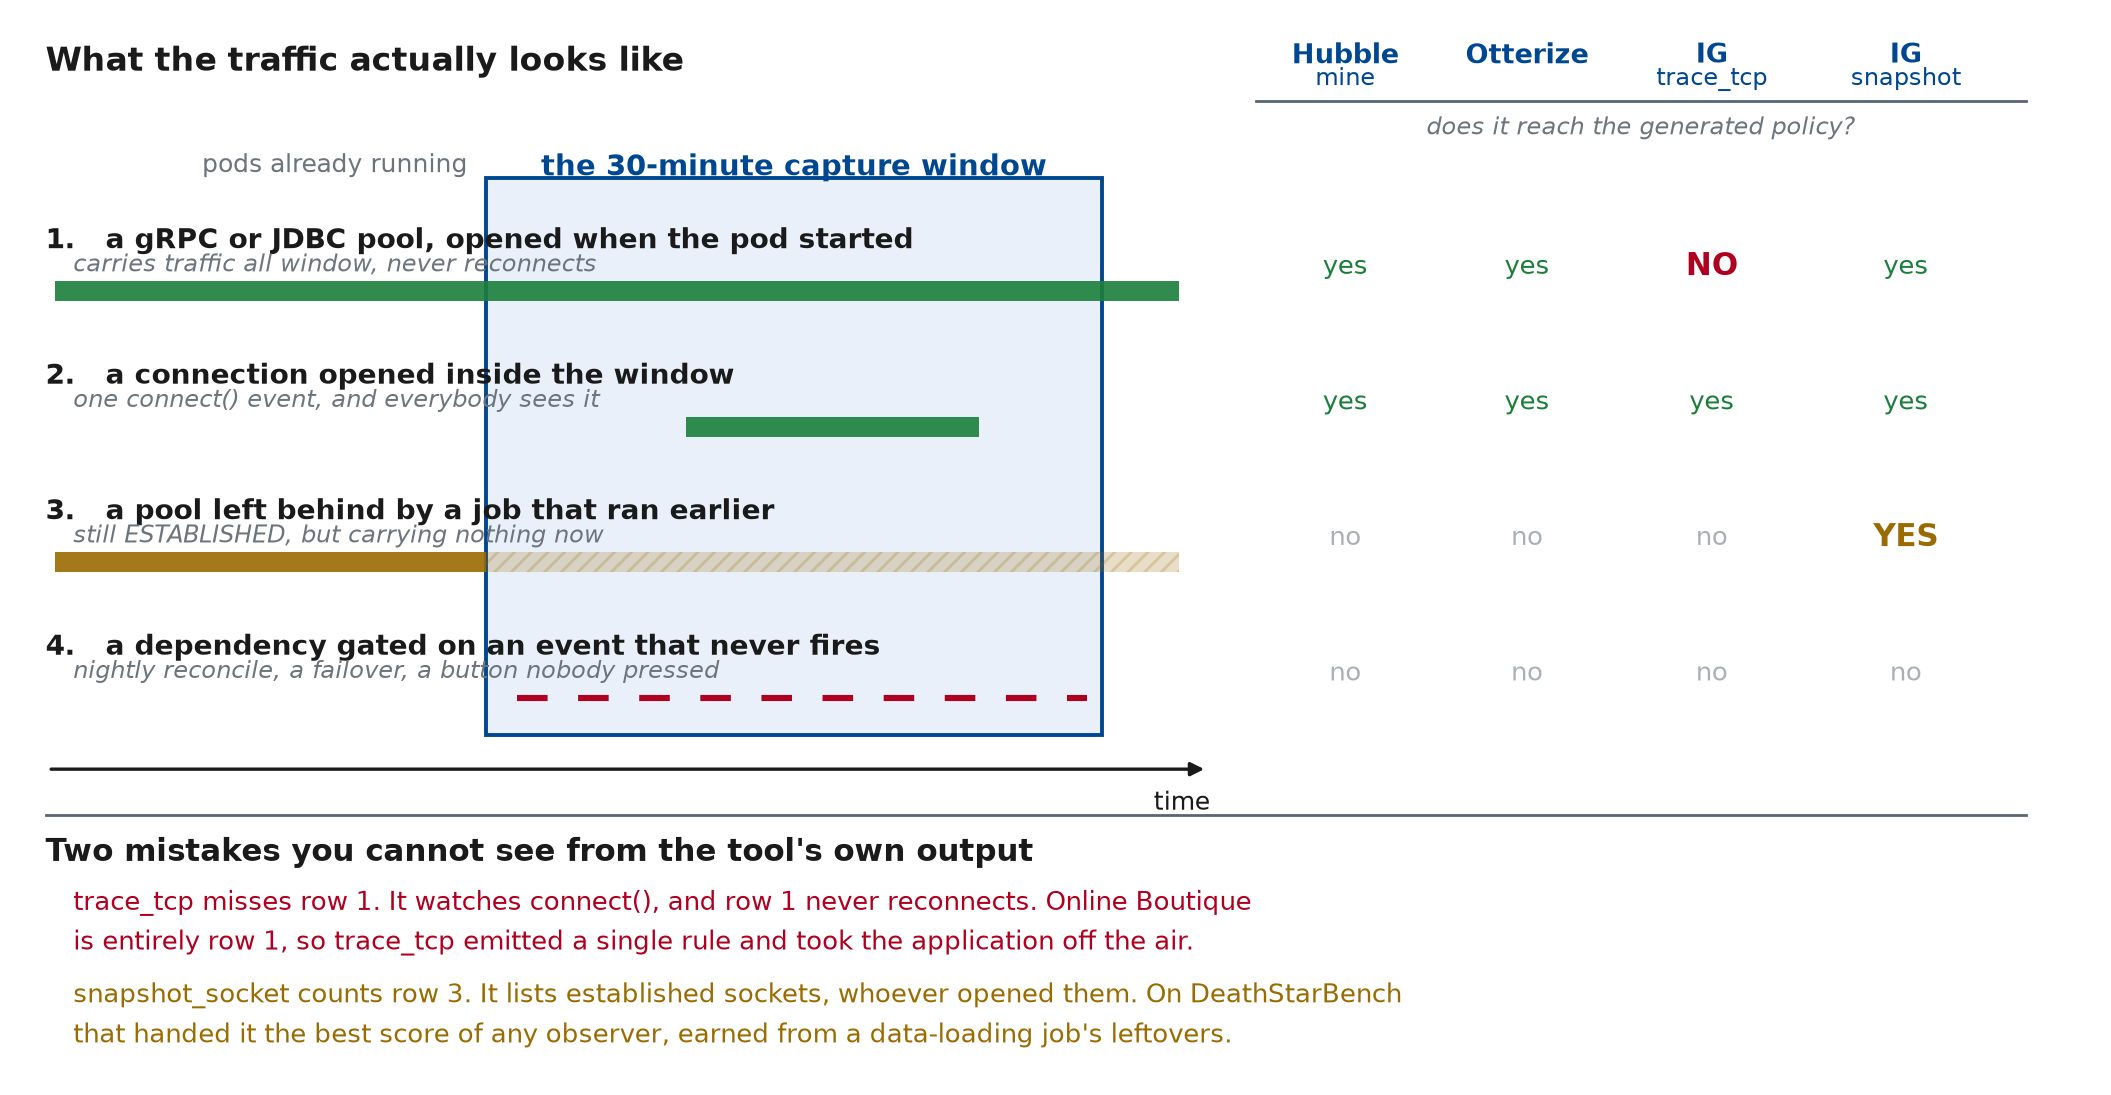 What the traffic actually looks like
Hubble Otterize IG IG
mine trace_tcp snapshot
does it reach the generated policy?
pods already running the 30-minute capture window
1. a gRPC or JDBC pool, opened when the pod started
carries traffic all window, never reconnects
yes yes NO yes
2. a connection opened inside the window
one connect() event, and everybody sees it
yes yes yes yes
3. a pool left behind by a job that ran earlier
still ESTABLISHED, but carrying nothing now
no no no YES
4. a dependency gated on an event that never fires
nightly reconcile, a failover, a button nobody pressed
no no no no
time
Two mistakes you cannot see from the tool's own output
trace_tcp misses row 1. It watches connect(), and row 1 never reconnects. Online Boutique
is entirely row 1, so trace_tcp emitted a single rule and took the application off the air.
snapshot_socket counts row 3. It lists established sockets, whoever opened them. On DeathStarBench
that handed it the best score of any observer, earned from a data-loading job's leftovers.